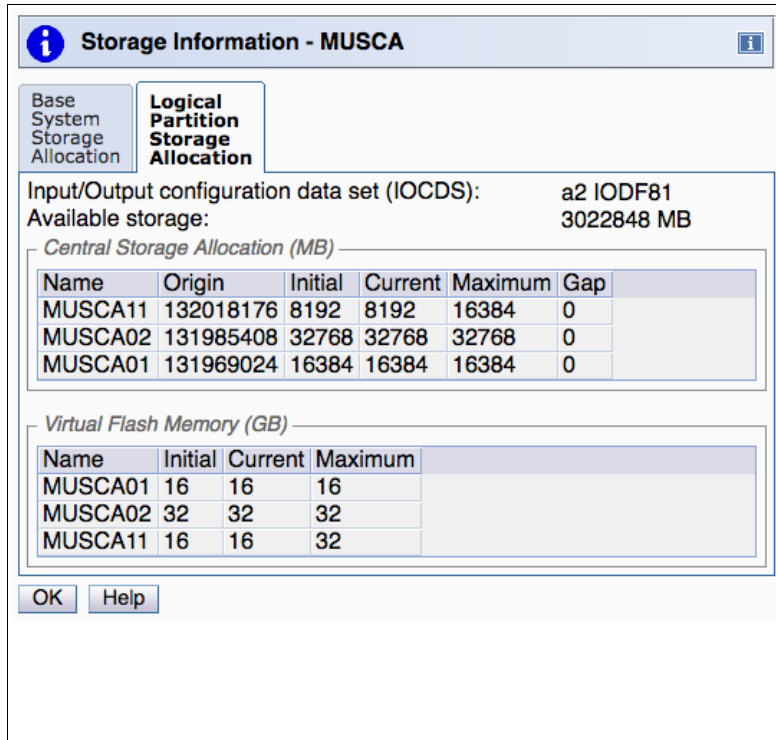 Storage Information - MUSCA
Base
System
Storage
Allocation
Logical
Partition
Storage
Allocation
Input/Output configuration data set (IOCDS): a2 IODF81
Available storage: 3022848 MB
Central Storage Allocation (MB)
Name Origin Initial Current Maximum Gap
MUSCA11 132018176 8192 8192 16384 0
MUSCA02 131985408 32768 32768 32768 0
MUSCA01 131969024 16384 16384 16384 0
Virtual Flash Memory (GB)
Name Initial Current Maximum
MUSCA01 16 16 16
MUSCA02 32 32 32
MUSCA11 16 16 32
OK Help